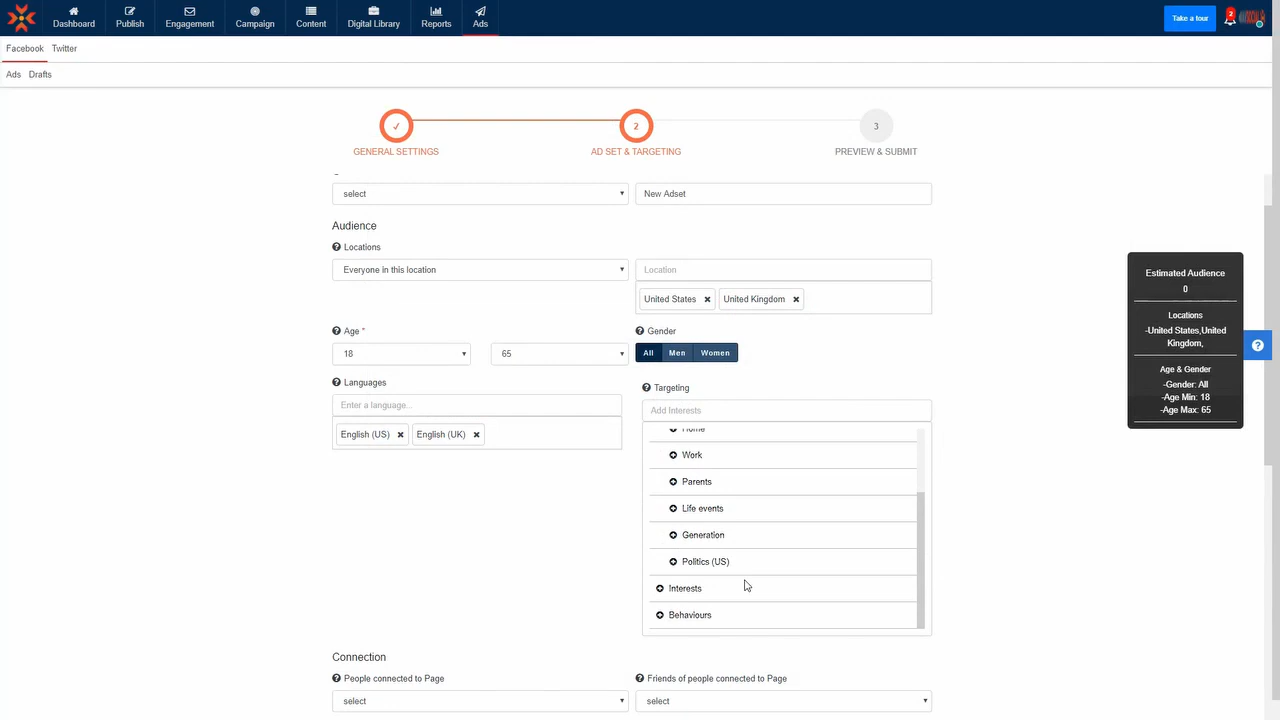 Dashboard Publish Engagement Campaign Content Digital Library Reports Ads Take a tour 2
Facebook Twitter
Ads Drafts
✓ 2 3
GENERAL SETTINGS AD SET & TARGETING PREVIEW & SUBMIT
select New Adset
Audience
Locations
Everyone in this location Location
United States × United Kingdom ×
Age * Gender
18 65 All Men Women
Languages Targeting
Enter a language... Add Interests
English (US) × English (UK) ×
Home
Work
Parents
Life events
Generation
Politics (US)
Interests
Behaviours
Connection
People connected to Page Friends of people connected to Page
select select
Estimated Audience
0
Locations
-United States,United
Kingdom,
Age & Gender
-Gender: All
-Age Min: 18
-Age Max: 65